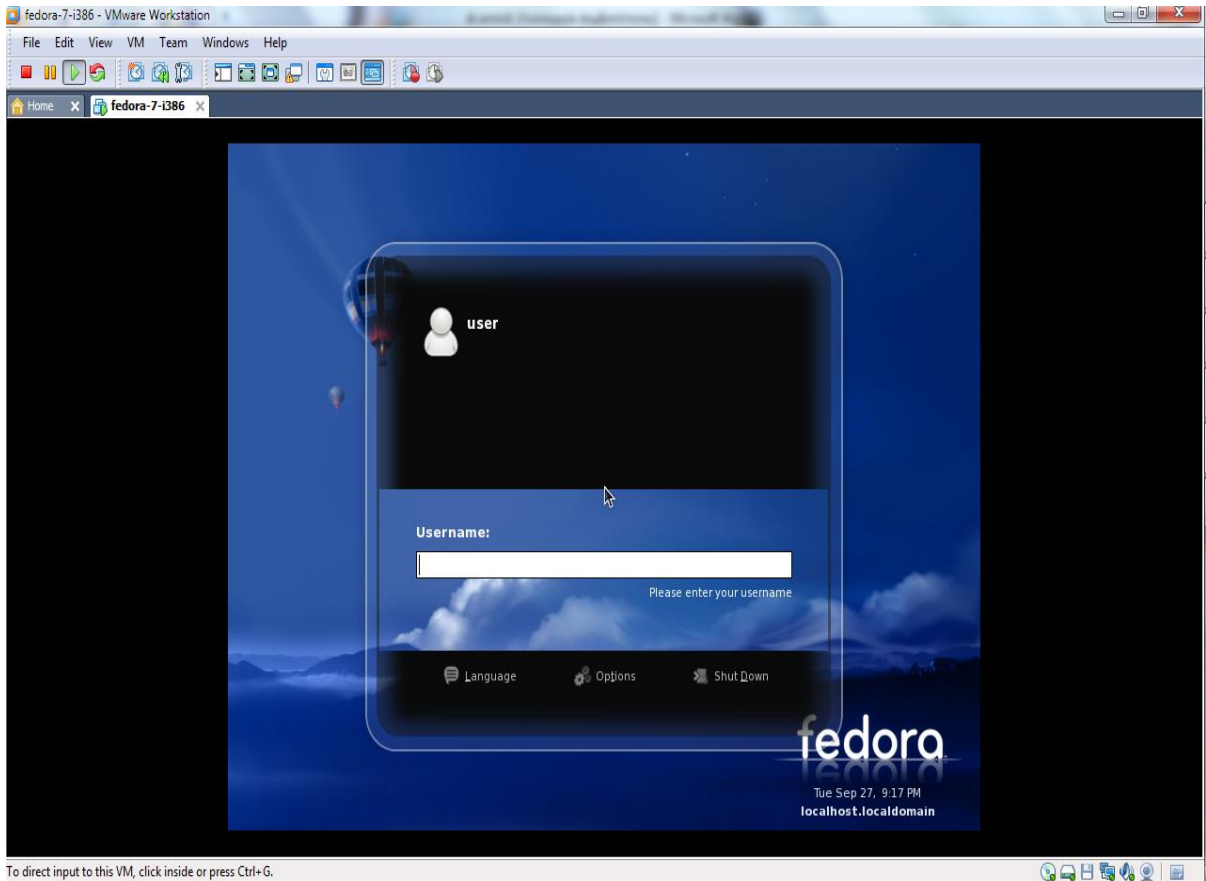 fedora-7-i386 - VMware Workstation
File Edit View VM Team Windows Help
Home fedora-7-i386
user
Username:
Please enter your username
Language Options Shut Down
fedora
Tue Sep 27, 9:17 PM
localhost.localdomain
To direct input to this VM, click inside or press Ctrl+G.